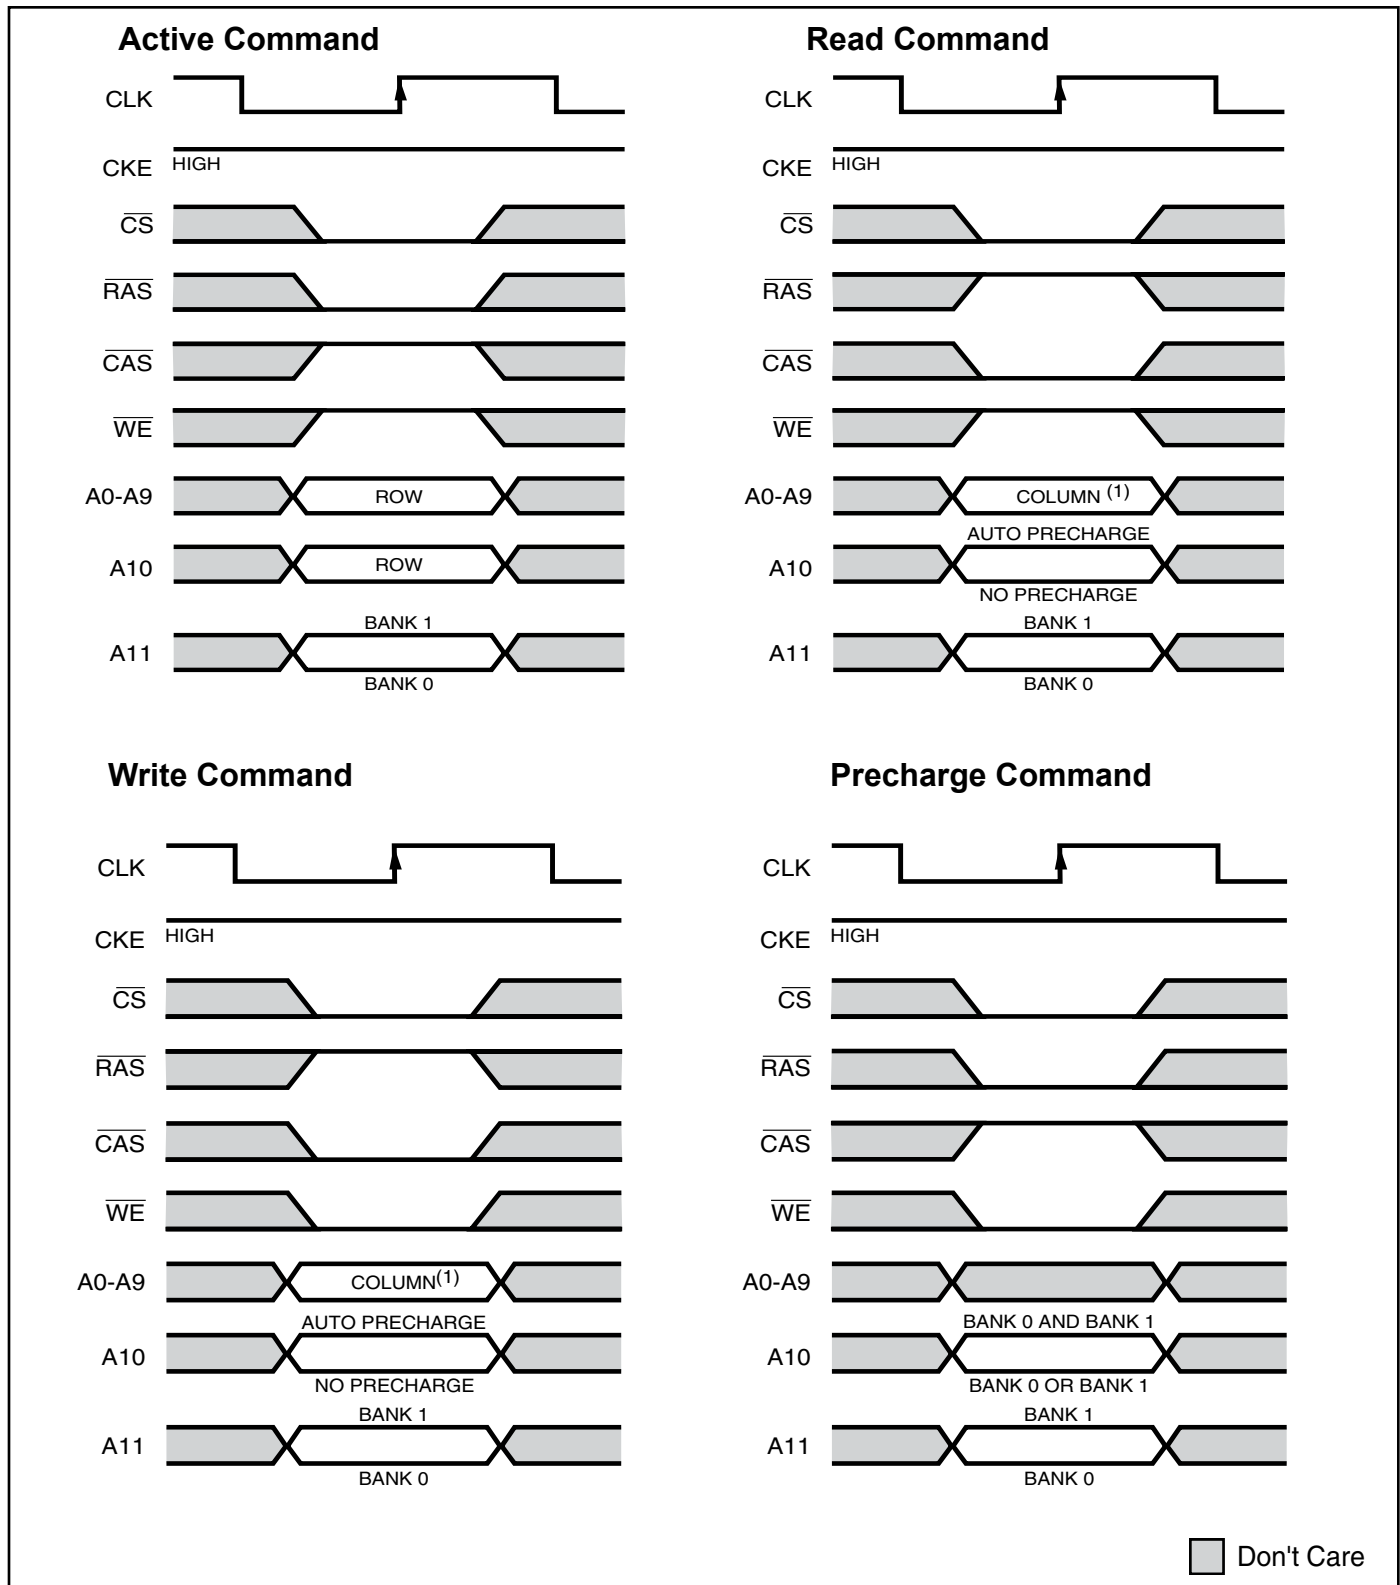 Active Command
CLK
CKE HIGH
CS
RAS
CAS
WE
A0-A9 ROW
A10 ROW
BANK 1
A11
BANK 0
Read Command
CLK
CKE HIGH
CS
RAS
CAS
WE
A0-A9 COLUMN (1)
AUTO PRECHARGE
A10
NO PRECHARGE
BANK 1
A11
BANK 0
Write Command
CLK
CKE HIGH
CS
RAS
CAS
WE
A0-A9 COLUMN(1)
AUTO PRECHARGE
A10
NO PRECHARGE
BANK 1
A11
BANK 0
Precharge Command
CLK
CKE HIGH
CS
RAS
CAS
WE
A0-A9
BANK 0 AND BANK 1
A10
BANK 0 OR BANK 1
BANK 1
A11
BANK 0
Don't Care